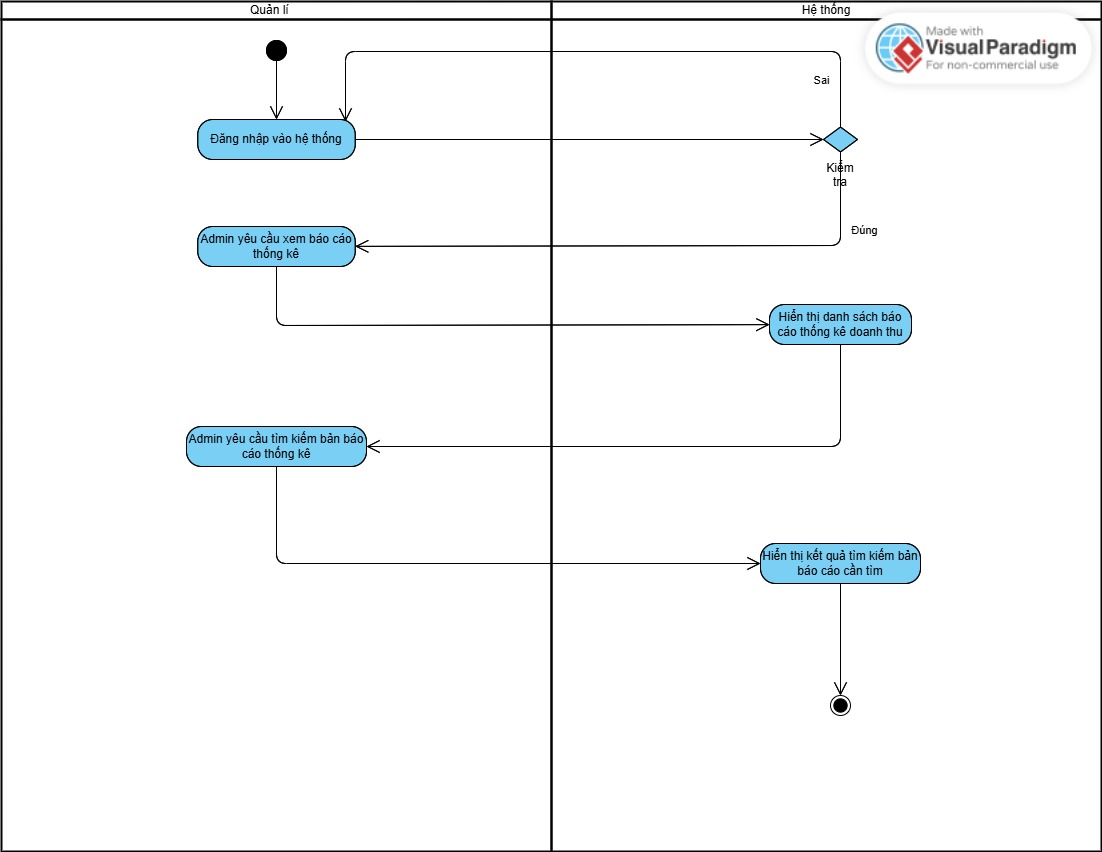 Quản lí
Hệ thống
Made with
VisualParadigm
For non-commercial use
Sai
Đăng nhập vào hệ thống
Kiểm
tra
Đúng
Admin yêu cầu xem báo cáo
thống kê
Hiển thị danh sách báo
cáo thống kê doanh thu
Admin yêu cầu tìm kiếm bản báo
cáo thống kê
Hiển thị kết quả tìm kiếm bản
báo cáo cần tìm